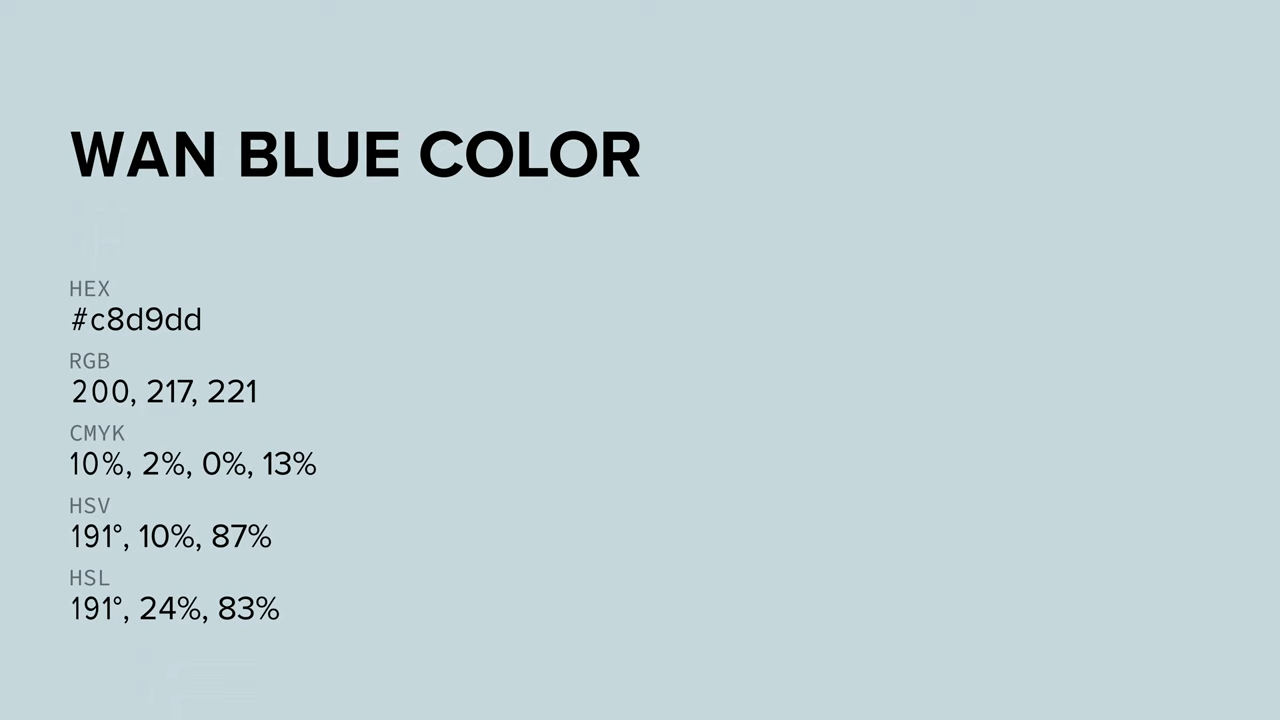 WAN BLUE COLOR
HEX
#c8d9dd
RGB
200, 217, 221
CMYK
10%, 2%, 0%, 13%
HSV
191°, 10%, 87%
HSL
191°, 24%, 83%